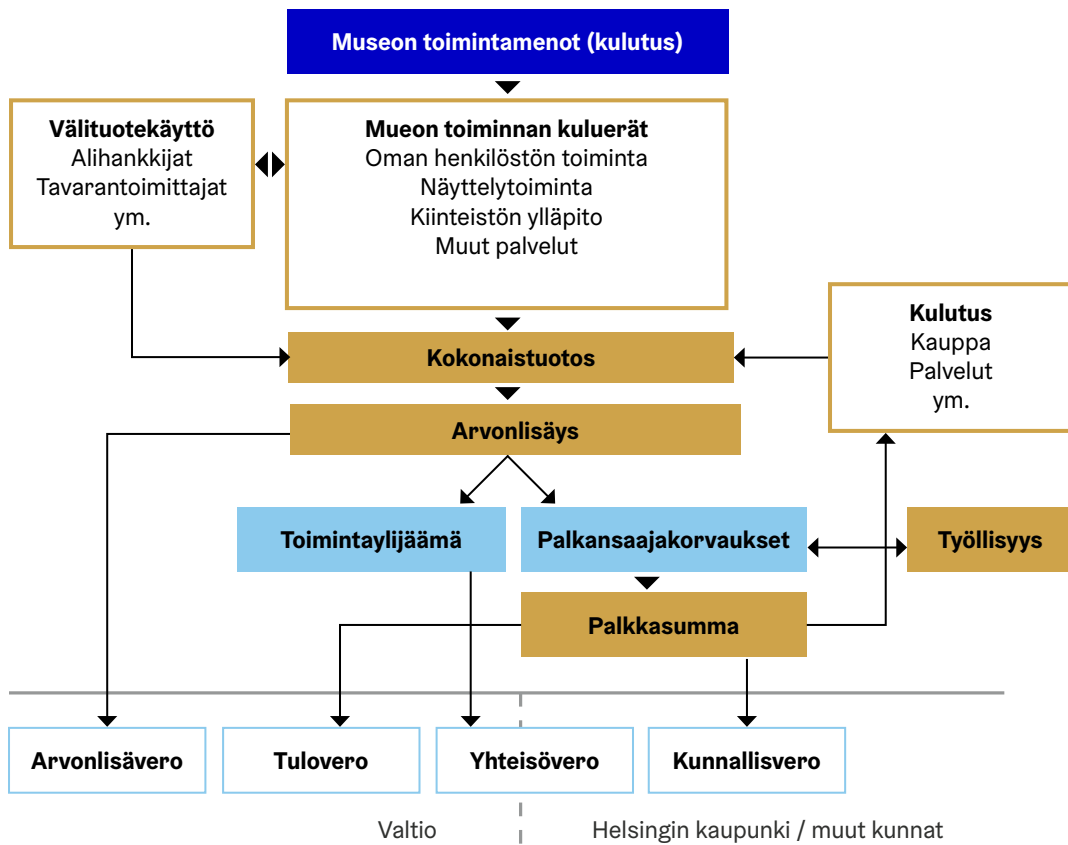 Museon toimintamenot (kulutus)
Välituotekäyttö
Alihankkijat
Tavarantoimittajat
ym.
Mueon toiminnan kuluerät
Oman henkilöstön toiminta
Näyttelytoiminta
Kiinteistön ylläpito
Muut palvelut
Kulutus
Kauppa
Palvelut
ym.
Kokonaistuotos
Arvonlisäys
Toimintaylijäämä
Palkansaajakorvaukset
Työllisyys
Palkkasumma
Arvonlisävero
Tulovero
Yhteisövero
Kunnallisvero
Valtio
Helsingin kaupunki / muut kunnat